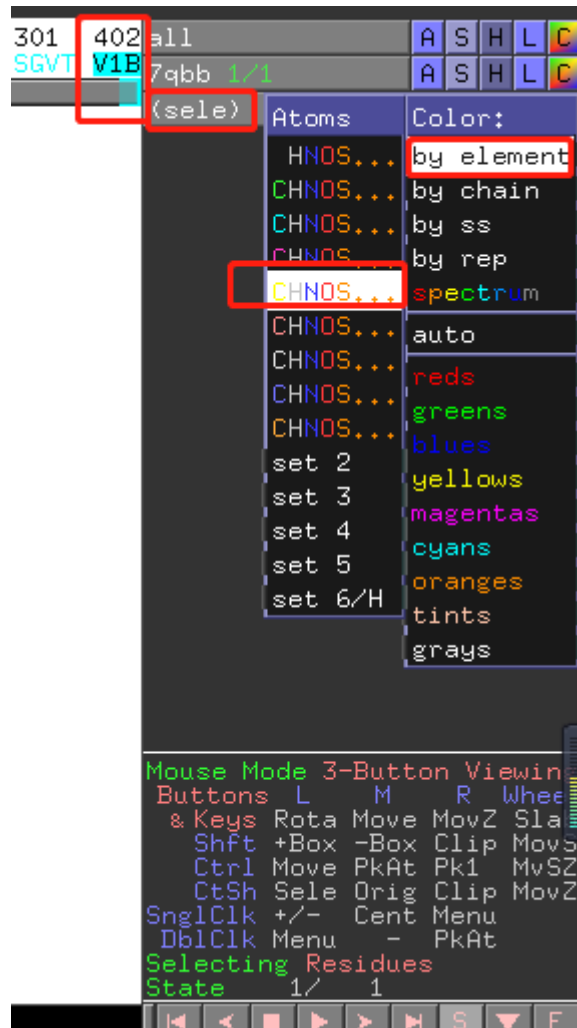 301 402 all A S H L C
SGVT V1B 7qbb 1/1 A S H L C
(sele) Atoms Color:
HNOS... by element
CHNOS... by chain
CHNOS... by ss
CHNOS... by rep
CHNOS... spectrum
CHNOS... auto
CHNOS... reds
CHNOS... greens
CHNOS... blues
set 2 yellows
set 3 magentas
set 4 cyans
set 5 oranges
set 6/H tints
grays
Mouse Mode 3-Button Viewin
Buttons L M R Whee
& Keys Rota Move MovZ Sla
Shft +Box -Box Clip MovS
Ctrl Move PkAt Pk1 MvSZ
CtSh Sele Orig Clip MovZ
SnglClk +/- Cent Menu
DblClk Menu - PkAt
Selecting Residues
State 1/ 1
S F